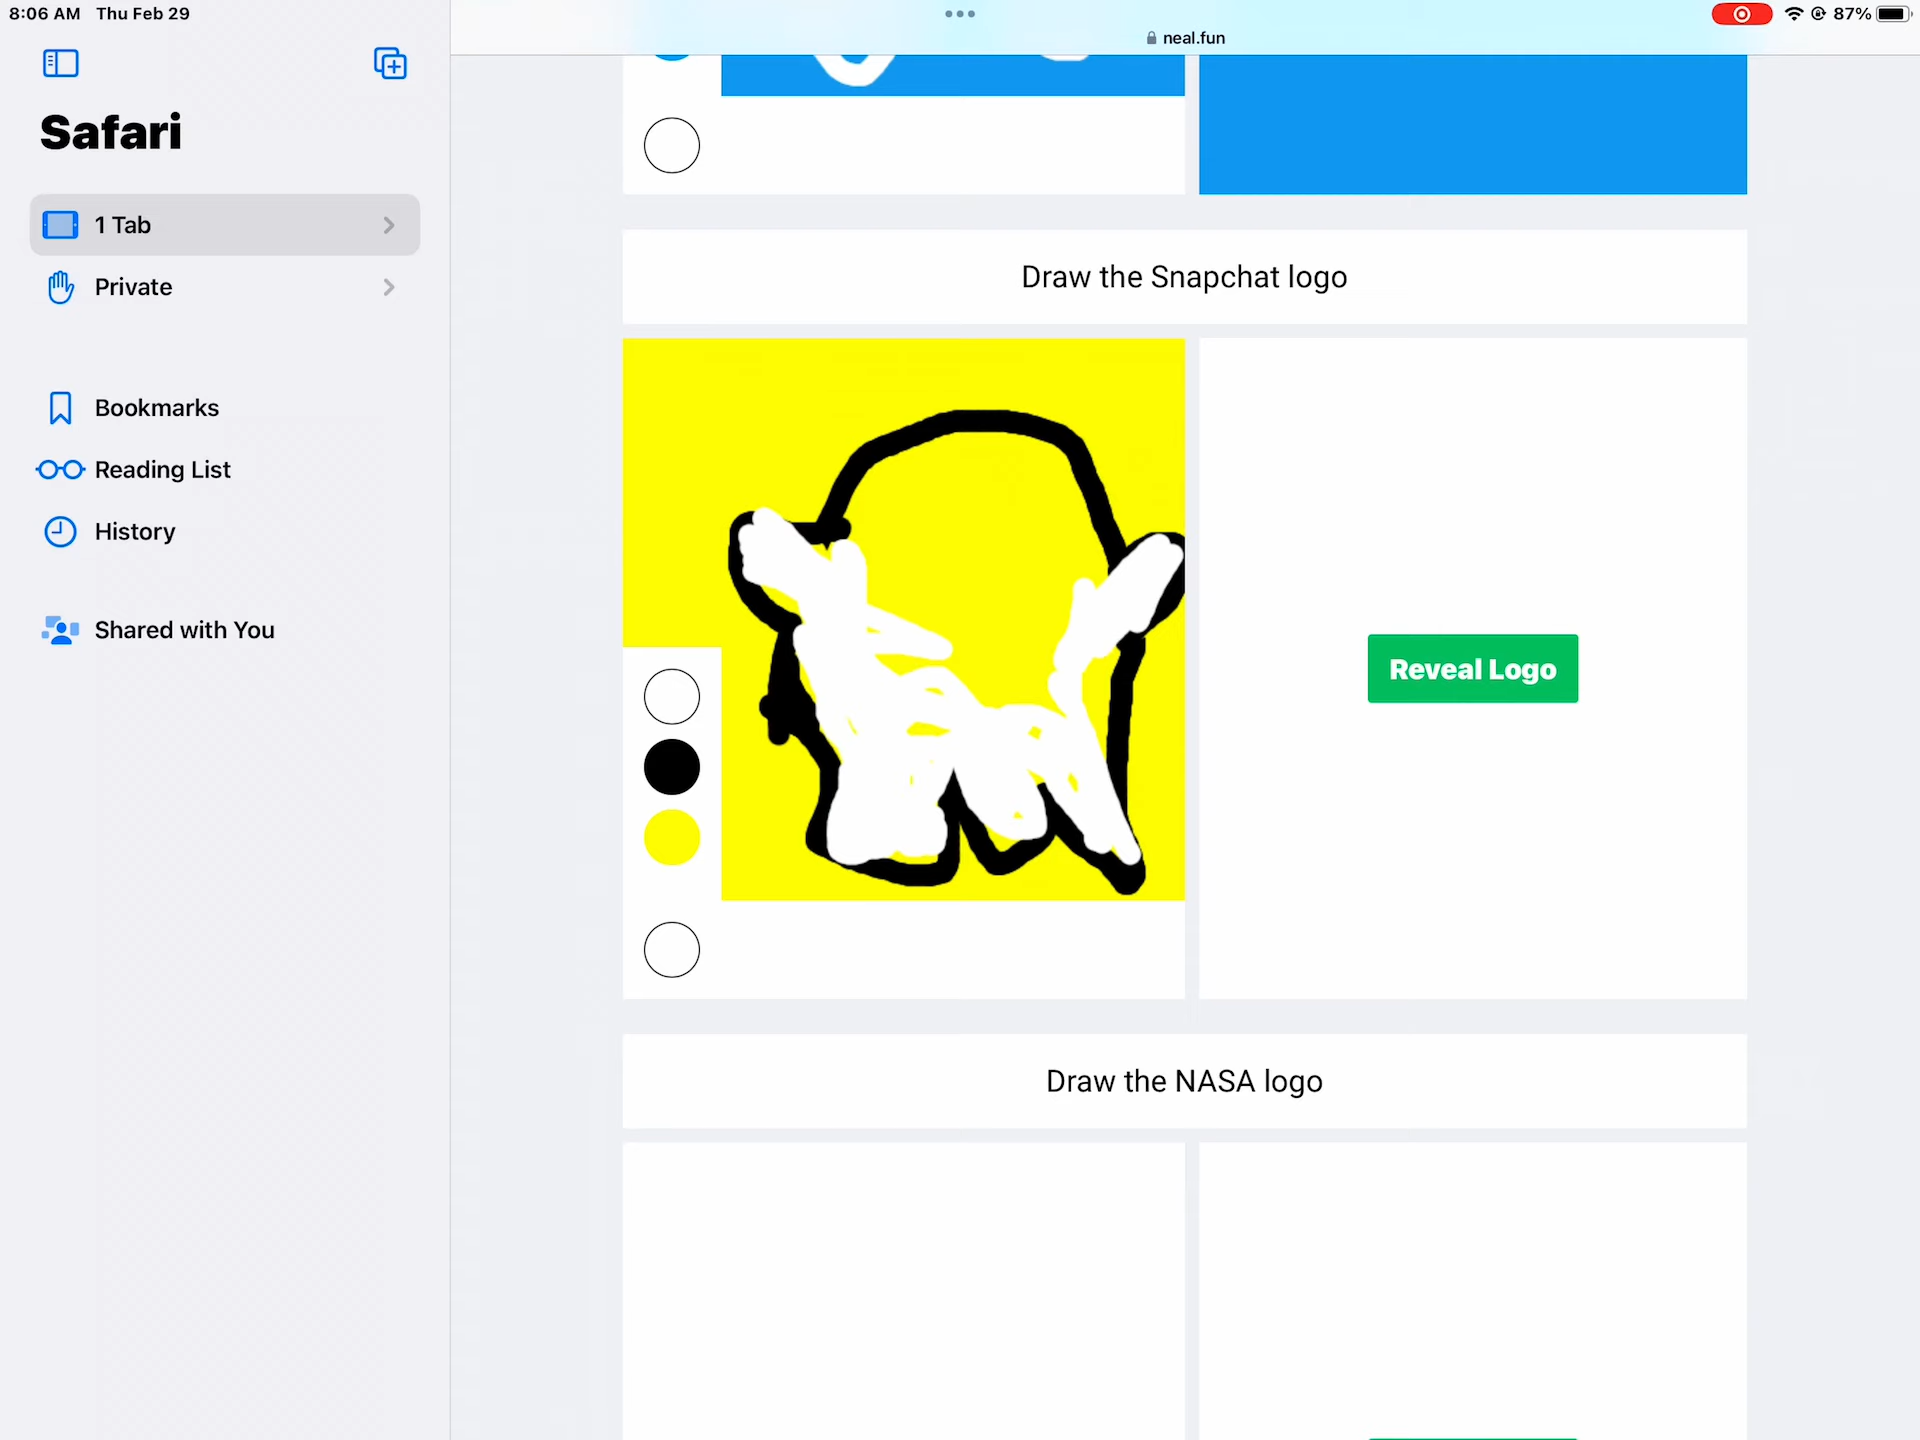 8:06 AM Thu Feb 29
87%
neal.fun
Safari
1 Tab
Private
Bookmarks
Reading List
History
Shared with You
Draw the Snapchat logo
Reveal Logo
Draw the NASA logo